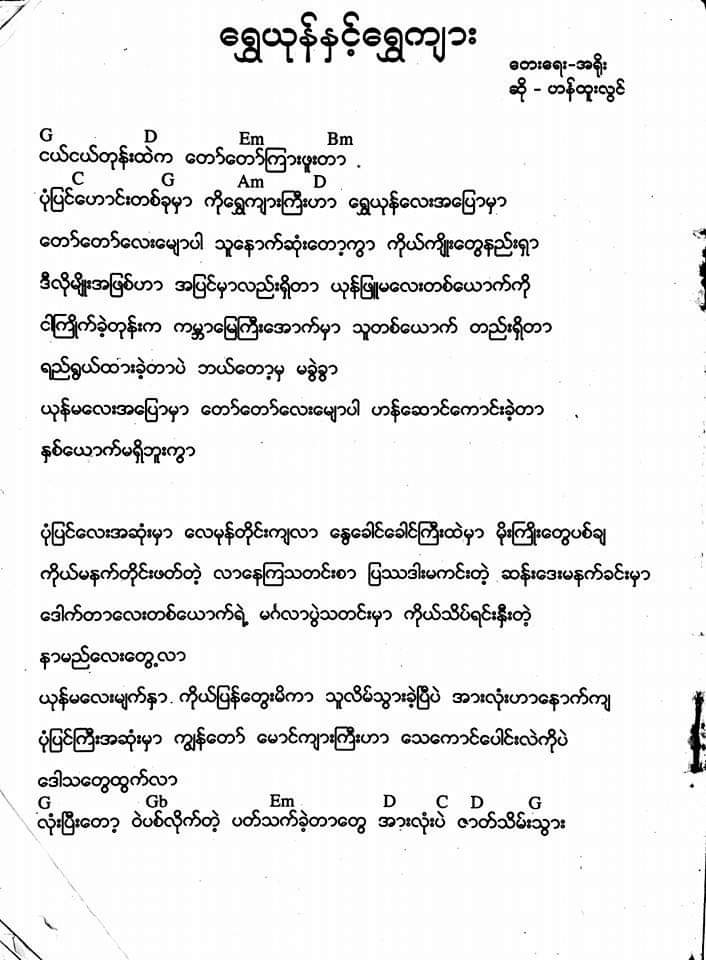 ရွှေယုန်နှင့်ရွှေကျား
တေးရေး-အရိုး
ဆို - ဟန်ထူးလွင်
G D Em Bm
ငယ်ငယ်တုန်းထဲက တော်တော်ကြားဖူးတာ .
C G Am D
ပုံပြင်ဟောင်းတစ်ခုမှာ ကိုရွှေကျားကြီးဟာ ရွှေယုန်လေးအပြောမှာ
တော်တော်လေးမျောပါ သူနောက်ဆုံးတော့ကွာ ကိုယ်ကျိုးတွေနည်းရှာ
ဒီလိုမျိုးအဖြစ်ဟာ အပြင်မှာလည်းရှိတာ ယုန်ဖြူမလေးတစ်ယောက်ကို
ငါကြိုက်ခဲ့တုန်းက ကမ္ဘာမြေကြီးအောက်မှာ သူတစ်ယောက် တည်းရှိတာ
ရည်ရွယ်ထားခဲ့တာပဲ ဘယ်တော့မှ မခွဲခွာ
ယုန်မလေးအပြောမှာ တော်တော်လေးမျောပါ ဟန်ဆောင်ကောင်းခဲ့တာ
နှစ်ယောက်မရှိဘူးကွာ
ပုံပြင်လေးအဆုံးမှာ လေမုန်တိုင်းကျလာ နွေခေါင်ခေါင်ကြီးထဲမှာ မိုးကြိုးတွေပစ်ချ
ကိုယ်မနက်တိုင်းဖတ်တဲ့ လာနေကြသတင်းစာ ပြဿဒါးမကင်းတဲ့ ဆန်းဒေးမနက်ခင်းမှာ
ဒေါက်တာလေးတစ်ယောက်ရဲ့ မင်္ဂလာပွဲသတင်းမှာ ကိုယ်သိပ်ရင်းနှီးတဲ့
နာမည်လေးတွေ့လာ
ယုန်မလေးမျက်နှာ ကိုယ်ပြန်တွေးမိကာ သူလိမ်သွားခဲ့ပြီပဲ အားလုံးဟာနောက်ကျ
ပုံပြင်ကြီးအဆုံးမှာ ကျွန်တော် မောင်ကျားကြီးဟာ သေကောင်ပေါင်းလဲကိုပဲ
ဒေါသတွေထွက်လာ
G Gb Em D C D G
လုံးပြီးတော့ ဝဲပစ်လိုက်တဲ့ ပတ်သက်ခဲ့တာတွေ အားလုံးပဲ ဇာတ်သိမ်းသွား